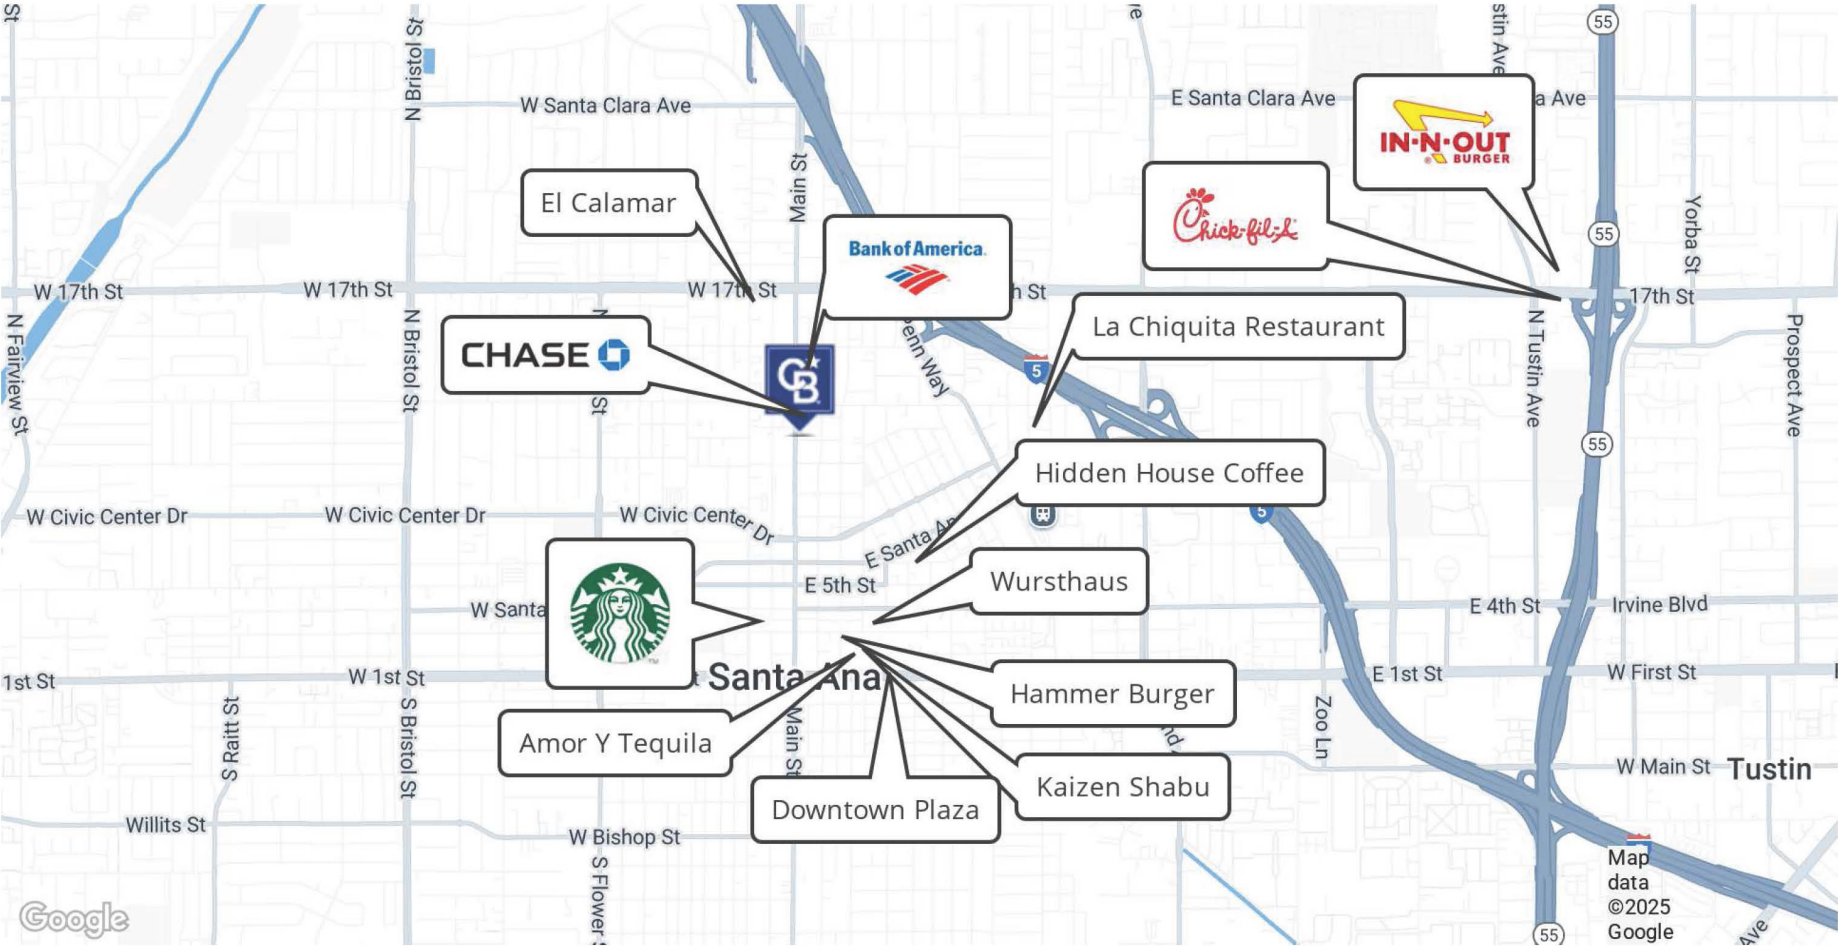 St
N Bristol St
W Santa Clara Ave
Main St
E Santa Clara Ave
a Ave
55
IN-N-OUT
BURGER
El Calamar
Chick-fil-A
Bank of America
55
Yorba St
W 17th St
W 17th St
W 17th St
h St
17th St
La Chiquita Restaurant
CHASE
CB
Penn Way
5
N Fairview St
N Bristol St
N
St
N Tustin Ave
Prospect Ave
55
Hidden House Coffee
W Civic Center Dr
W Civic Center Dr
W Civic Center Dr
E Santa An
5
E 5th St
Wursthaus
W Santa
TM
E 4th St
Irvine Blvd
1st St
W 1st St
Santa Ana
E 1st St
W First St
Hammer Burger
S Raitt St
S Bristol St
Amor Y Tequila
Main St
Zoo Ln
W Main St
Tustin
Kaizen Shabu
Downtown Plaza
Willits St
W Bishop St
S Flower S
Google
Map
data
©2025
Google
55
Ave